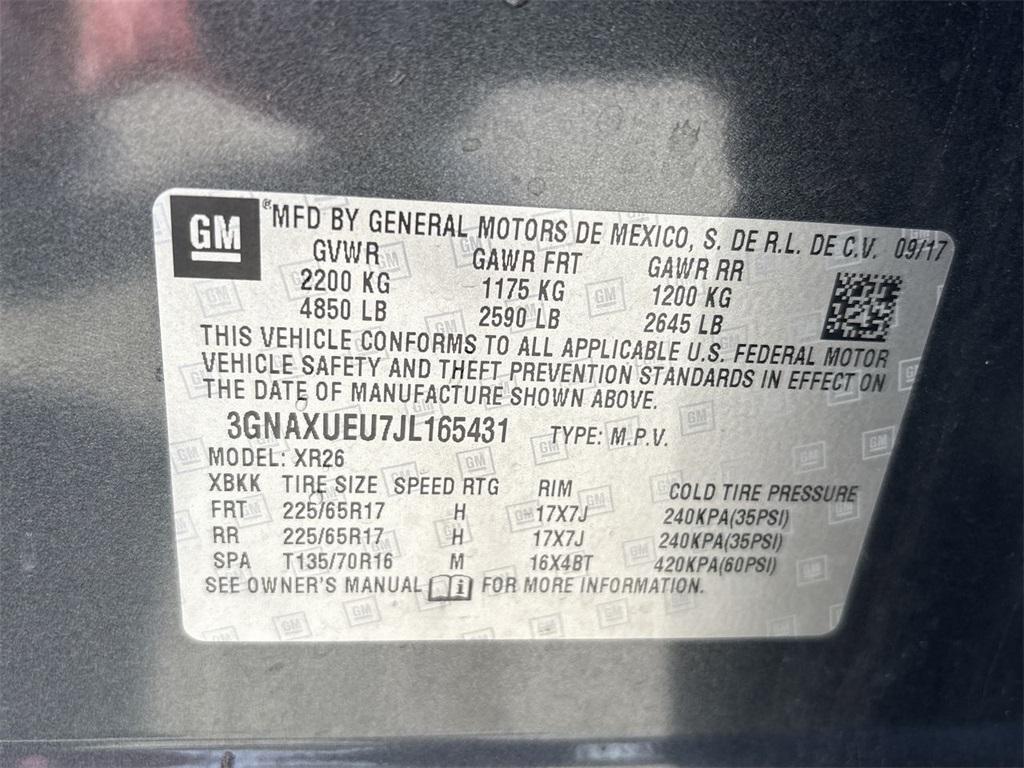 GM ® MFD BY GENERAL MOTORS DE MEXICO, S. DE R.L. DE C.V. 09/17
GVWR GAWR FRT GAWR RR
2200 KG 1175 KG 1200 KG
4850 LB 2590 LB 2645 LB
THIS VEHICLE CONFORMS TO ALL APPLICABLE U.S. FEDERAL MOTOR
VEHICLE SAFETY AND THEFT PREVENTION STANDARDS IN EFFECT ON
THE DATE OF MANUFACTURE SHOWN ABOVE.
3GNAXUEU7JL165431 TYPE: M.P.V.
MODEL: XR26
XBKK TIRE SIZE SPEED RTG RIM COLD TIRE PRESSURE
FRT 225/65R17 H 17X7J 240KPA(35PSI)
RR 225/65R17 H 17X7J 240KPA(35PSI)
SPA T135/70R16 M 16X4BT 420KPA(60PSI)
SEE OWNER'S MANUAL i FOR MORE INFORMATION.